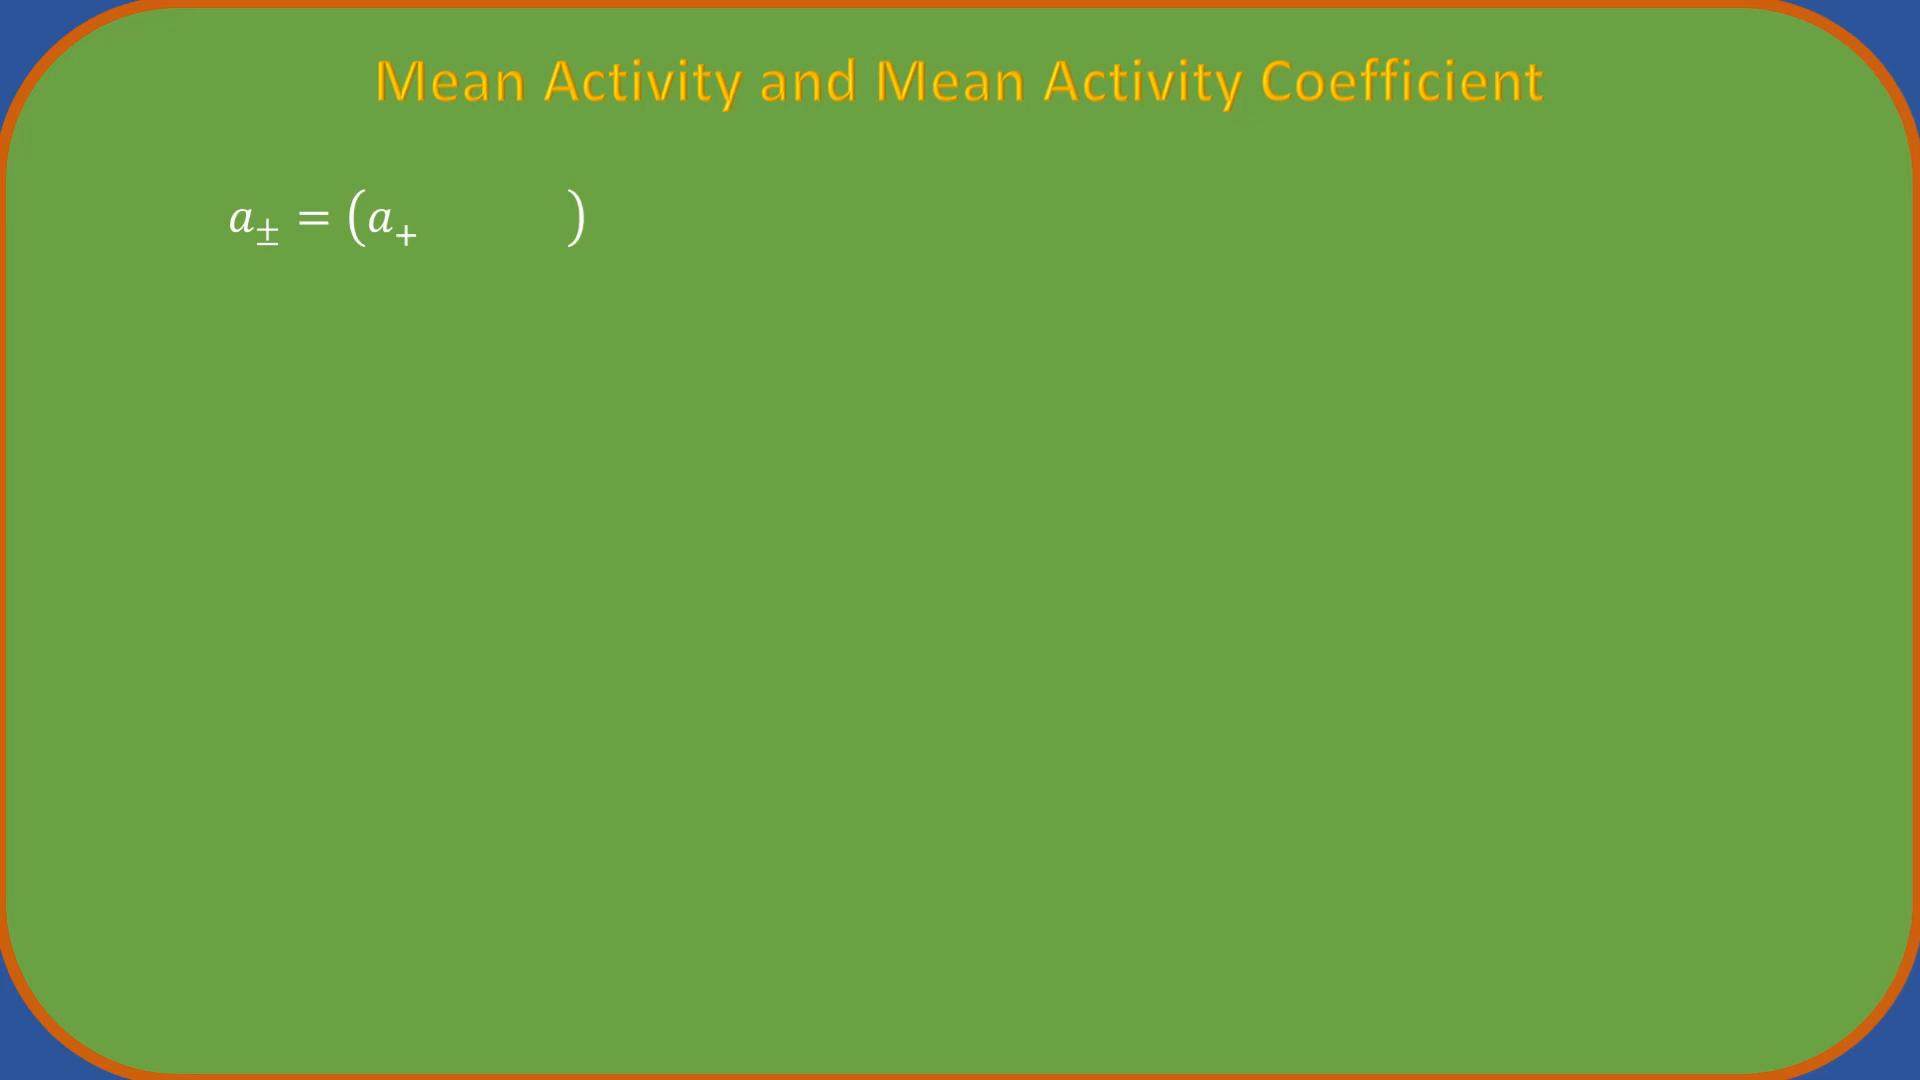 Mean Activity and Mean Activity Coefficient
a± = (a+ )